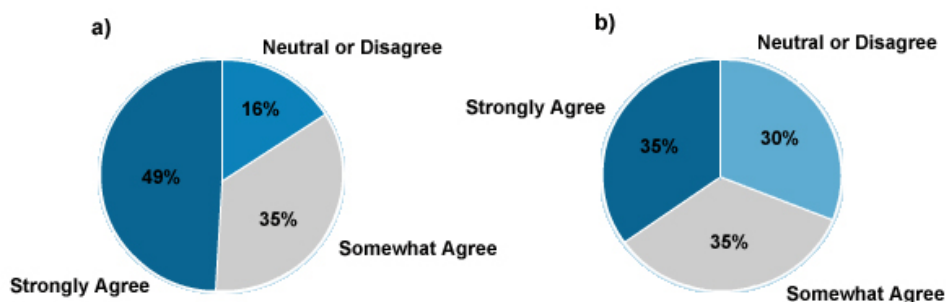 a)
Neutral or Disagree
16%
49%
35%
Somewhat Agree
Strongly Agree
b)
Neutral or Disagree
Strongly Agree
35%
30%
35%
Somewhat Agree